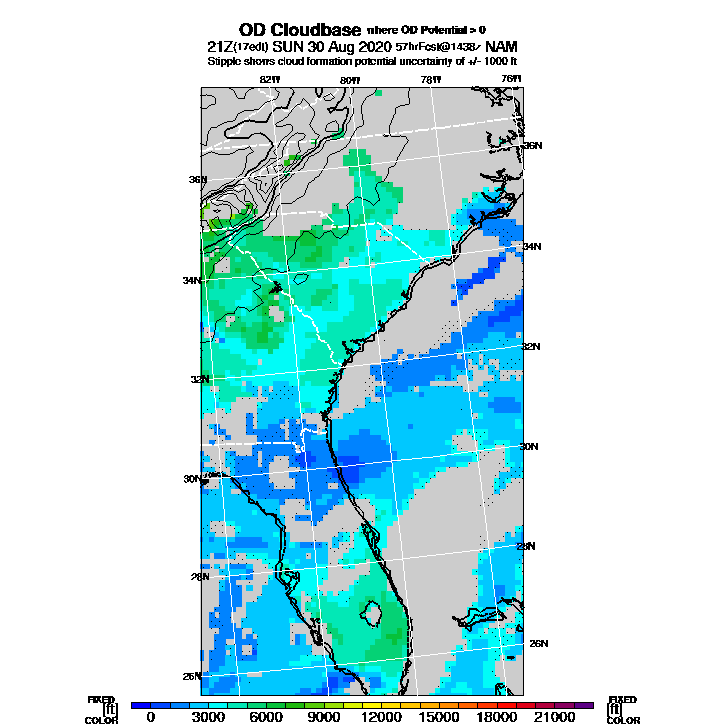 OD Cloudbase where OD Potential > 0
21Z(17edt) SUN 30 Aug 2020 57hrFcst@1438z NAM
Stipple shows cloud formation potential uncertainty of +/- 1000 ft
82W 80W 78W 76W
36N
36N
34N
34N
32N
32N
30N
30N
28N
28N
26N
26N
FIXED FIXED
[ft] 0 3000 6000 9000 12000 15000 18000 21000 [ft]
COLOR COLOR